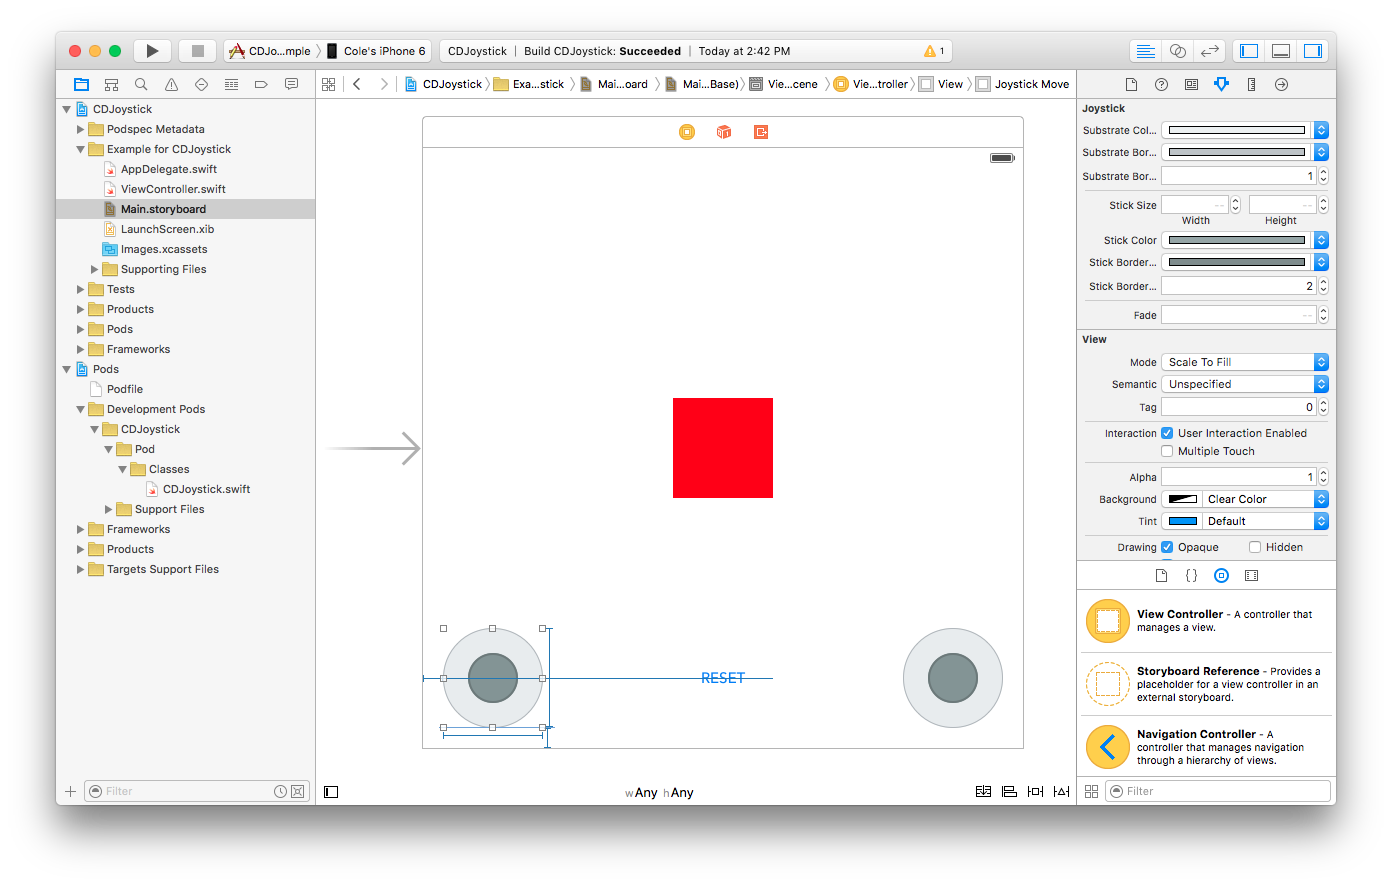 CDJo...mple
Cole's iPhone 6
CDJoystick | Build CDJoystick: Succeeded | Today at 2:42 PM
1
CDJoystick
Exa...stick
Mai...oard
Mai...Base)
Vie...cene
Vie...troller
View
Joystick Move
CDJoystick
Podspec Metadata
Example for CDJoystick
AppDelegate.swift
ViewController.swift
Main.storyboard
LaunchScreen.xib
Images.xcassets
Supporting Files
Tests
Products
Pods
Frameworks
Pods
Podfile
Development Pods
CDJoystick
Pod
Classes
CDJoystick.swift
Support Files
Frameworks
Products
Targets Support Files
Filter
RESET
wAny hAny
Joystick
Substrate Col...
Substrate Bor...
Substrate Bor... 1
Stick Size -- --
Width Height
Stick Color
Stick Border...
Stick Border... 2
Fade --
View
Mode Scale To Fill
Semantic Unspecified
Tag 0
Interaction User Interaction Enabled
Multiple Touch
Alpha 1
Background Clear Color
Tint Default
Drawing Opaque Hidden
{}
View Controller - A controller that
manages a view.
Storyboard Reference - Provides a
placeholder for a view controller in an
external storyboard.
Navigation Controller - A
controller that manages navigation
through a hierarchy of views.
Filter